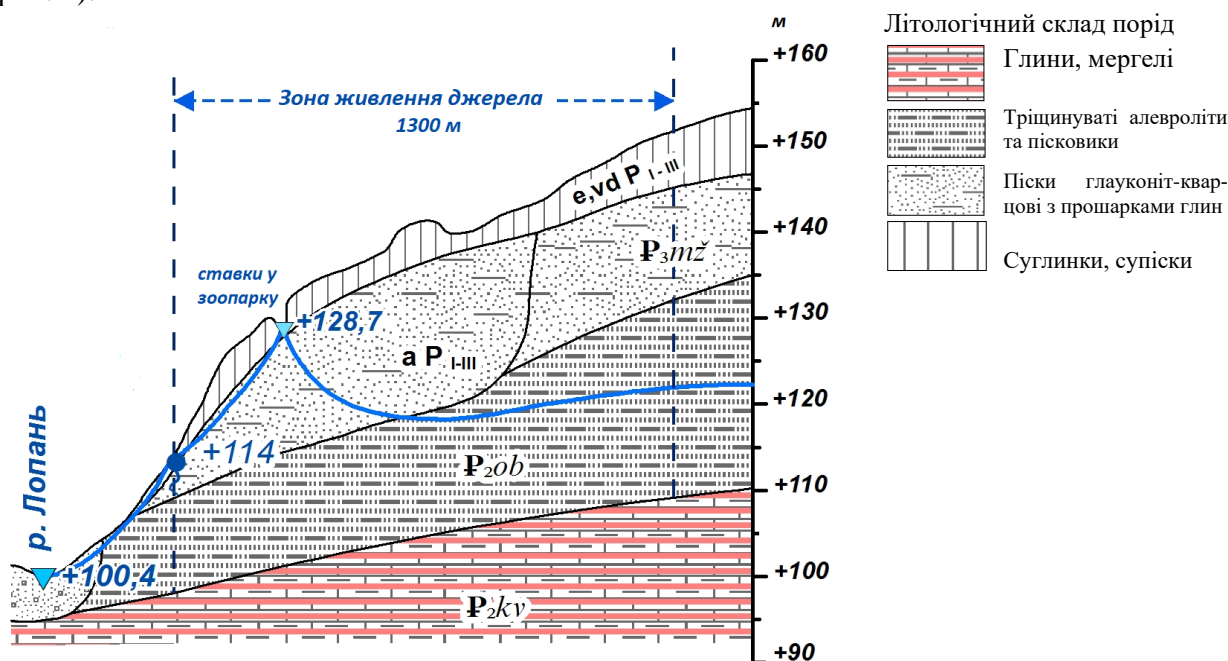 м
+160
+150
+140
+130
+120
+110
+100
+90
Зона живлення джерела
1300 м
e,vd P I-III
₽₃mž
ставки у
зоопарку
+128,7
a P I-III
+114
₽₂ob
р. Лопань
+100,4
₽₂kv
Літологічний склад порід
Глини, мергелі
Тріщинуваті алевроліти
та пісковики
Піски глауконіт-квар-
цові з прошарками глин
Суглинки, супіски